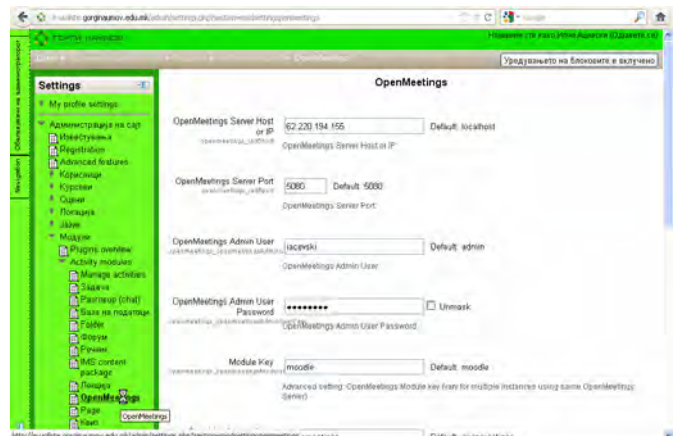 Уредувањето на блоковите е вклучено
Settings
OpenMeetings
My profile settings
Администрација на сајт
Известувања
Registration
Advanced features
Корисници
Курсеви
Оцени
Локација
Јазик
Модули
Plugins overview
Activity modules
Manage activities
Задача
Разговор (chat)
База на податоци
Folder
Форум
Речник
IMS content
package
Лекција
OpenMeetings
Page
Квиз
OpenMeetings
Navigation
OpenMeetings Server Host
or IP
62.220.194.155
Default: localhost
OpenMeetings Server Host or IP
OpenMeetings Server Port
5080
Default: 5080
OpenMeetings Server Port
OpenMeetings Admin User
iacevski
Default: admin
OpenMeetings Admin User
OpenMeetings Admin User
Password
Unmask
OpenMeetings Admin User Password
Module Key
moodle
Default: moodle
Advanced setting: OpenMeetings Module key (vary for multiple instances using same OpenMeetings
Server)